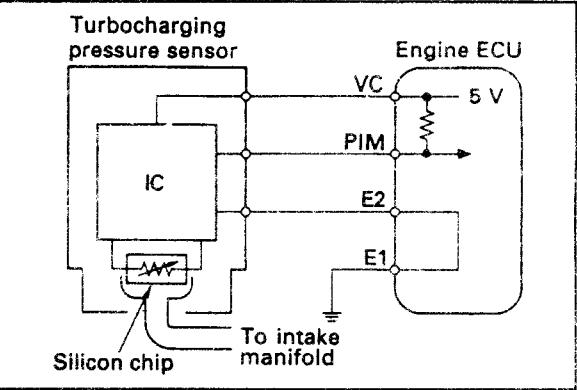 Turbocharging
pressure sensor
Engine ECU
VC
5 V
PIM
IC
E2
E1
To intake
manifold
Silicon chip